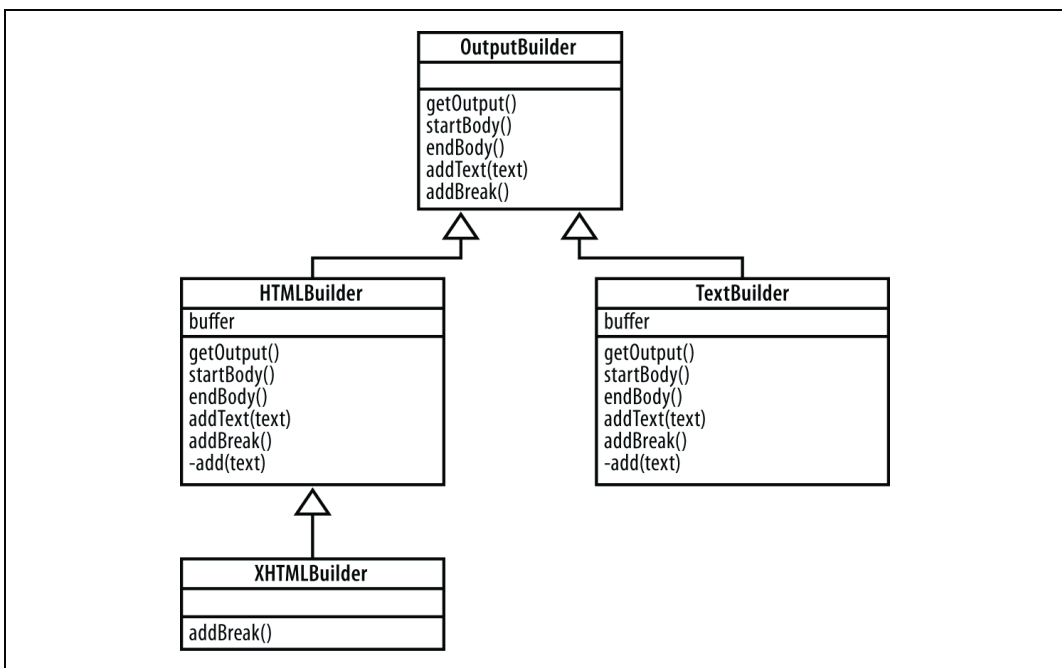 OutputBuilder
getOutput()
startBody()
endBody()
addText(text)
addBreak()
HTMLBuilder
buffer
getOutput()
startBody()
endBody()
addText(text)
addBreak()
-add(text)
TextBuilder
buffer
getOutput()
startBody()
endBody()
addText(text)
addBreak()
-add(text)
XHTMLBuilder
addBreak()